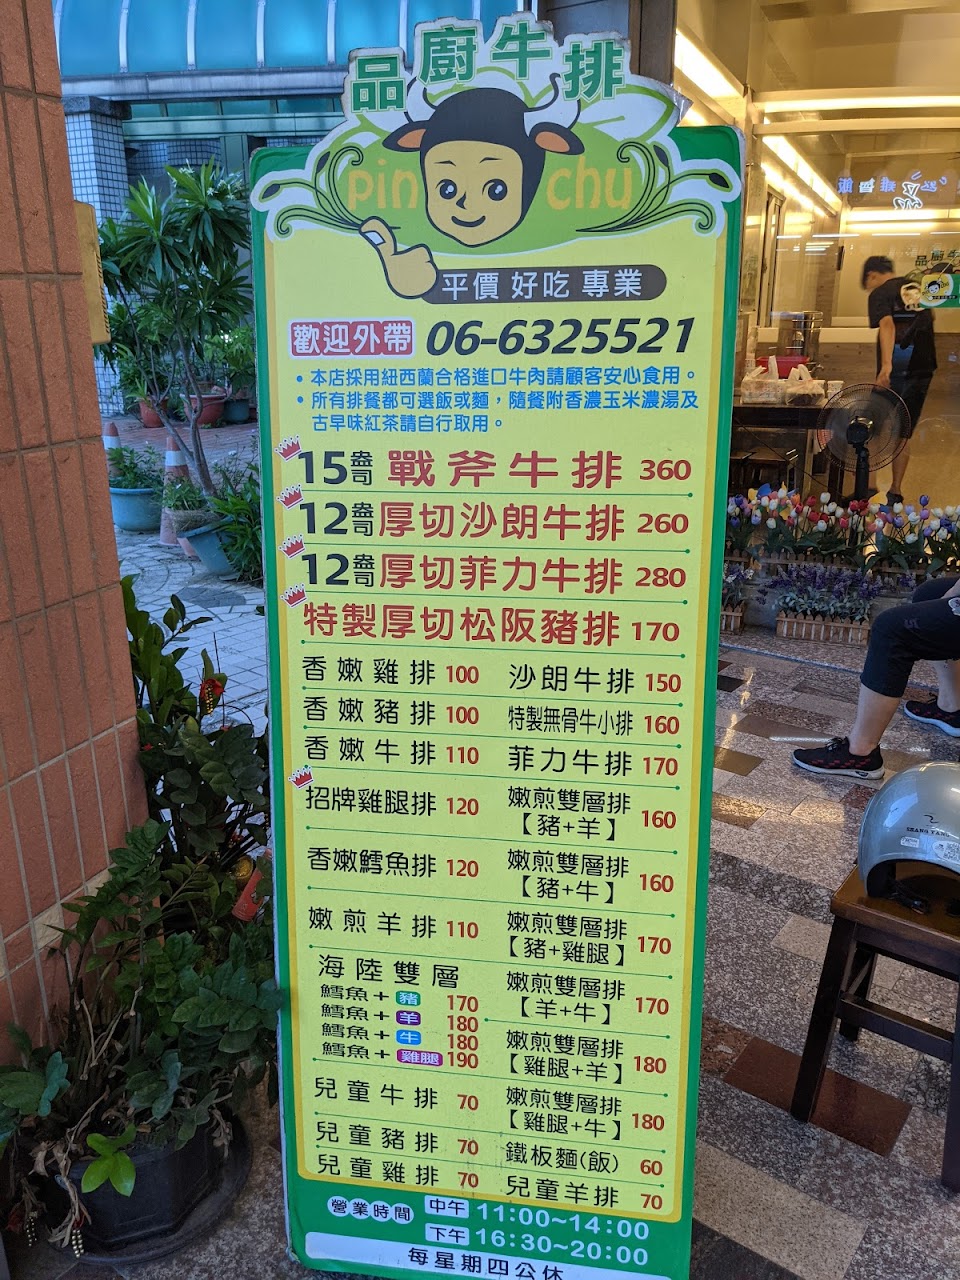 品廚牛排
pin chu
平價 好吃 專業
歡迎外帶 06-6325521
•本店採用紐西蘭合格進口牛肉請顧客安心食用。
•所有排餐都可選飯或麵，隨餐附香濃玉米濃湯及
古早味紅茶請自行取用。
15盎司 戰斧牛排 360
12盎司厚切沙朗牛排 260
12盎司厚切菲力牛排 280
特製厚切松阪豬排 170
香嫩雞排 100
香嫩豬排 100
香嫩牛排 110
招牌雞腿排 120
香嫩鱈魚排 120
嫩煎羊排 110
海陸雙層
鱈魚+豬 170
鱈魚+羊 180
鱈魚+牛 180
鱈魚+雞腿 190
兒童牛排 70
兒童豬排 70
兒童雞排 70
沙朗牛排 150
特製無骨牛小排 160
菲力牛排 170
嫩煎雙層排
【豬+羊】 160
嫩煎雙層排
【豬+牛】 160
嫩煎雙層排
【豬+雞腿】 170
嫩煎雙層排
【羊+牛】 170
嫩煎雙層排
【雞腿+羊】 180
嫩煎雙層排
【雞腿+牛】 180
鐵板麵(飯) 60
兒童羊排 70
營業時間 中午 11:00~14:00
下午 16:30~20:00
每星期四公休
品廚牛